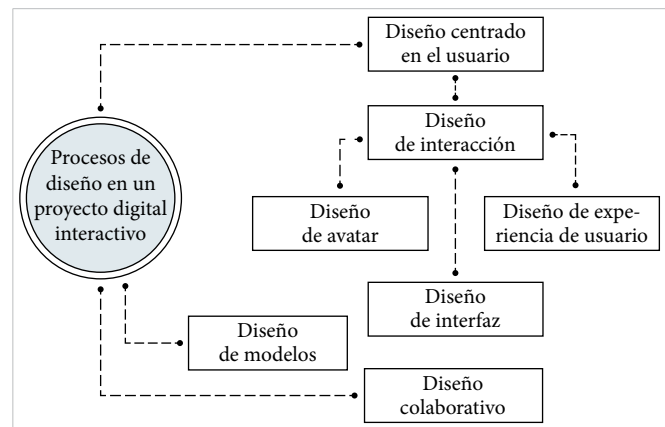 Diseño centrado
en el usuario
Diseño
de interacción
Procesos de
diseño en un
proyecto digital
interactivo
Diseño
de avatar
Diseño de expe-
riencia de usuario
Diseño
de interfaz
Diseño
de modelos
Diseño
colaborativo